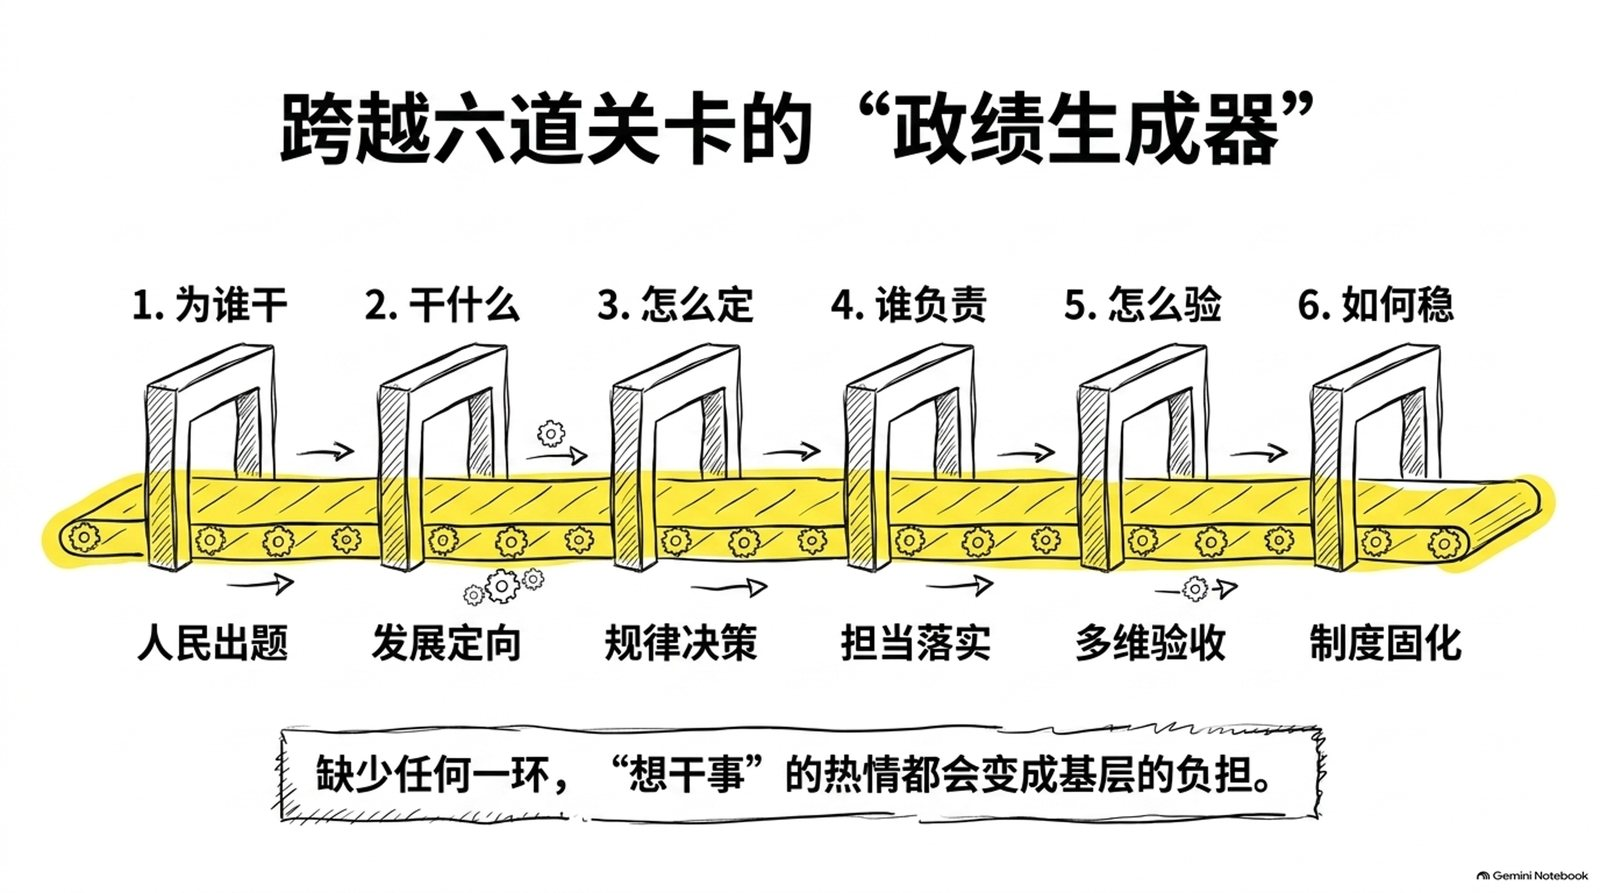 跨越六道关卡的“政绩生成器”
1. 为谁干
2. 干什么
3. 怎么定
4. 谁负责
5. 怎么验
6. 如何稳
人民出题
发展定向
规律决策
担当落实
多维验收
制度固化
缺少任何一环，“想干事”的热情都会变成基层的负担。
Gemini Notebook